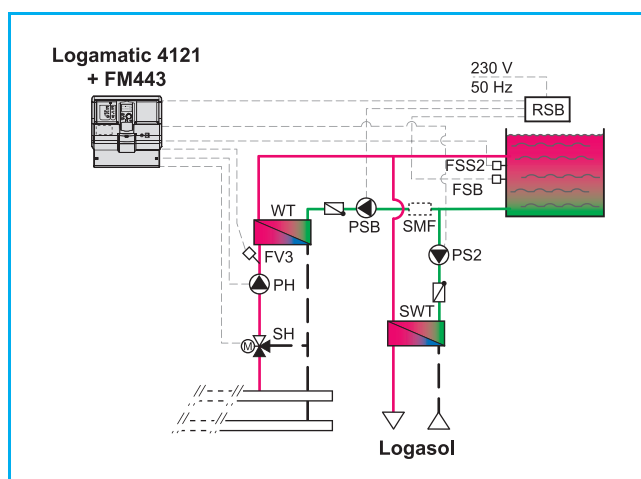 Logamatic 4121
+ FM443
230 V
50 Hz
RSB
FSS2
FSB
WT
PSB
SMF
FV3
PS2
PH
SWT
SH
M
Logasol